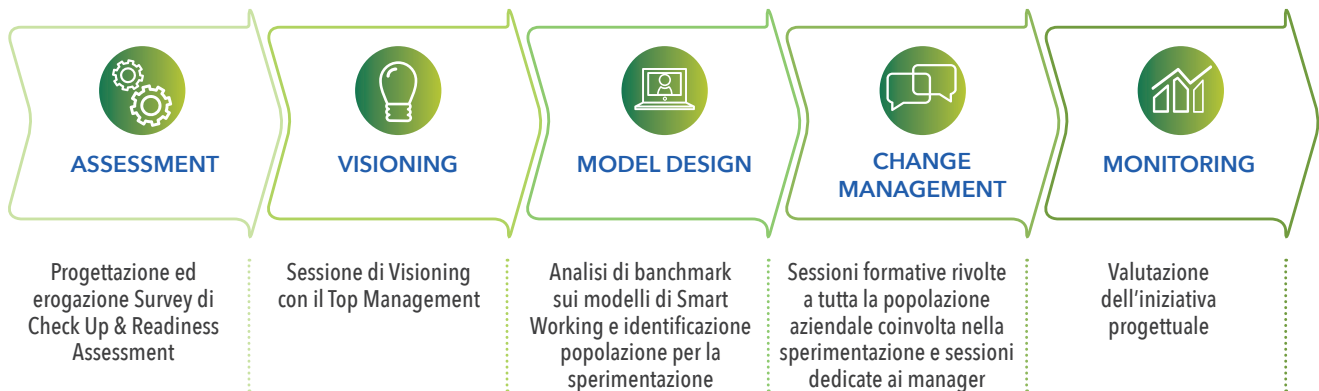 ASSESSMENT
Progettazione ed
erogazione Survey di
Check Up & Readiness
Assessment
VISIONING
Sessione di Visioning
con il Top Management
MODEL DESIGN
Analisi di banchmark
sui modelli di Smart
Working e identificazione
popolazione per la
sperimentazione
CHANGE
MANAGEMENT
Sessioni formative rivolte
a tutta la popolazione
aziendale coinvolta nella
sperimentazione e sessioni
dedicate ai manager
MONITORING
Valutazione
dell'iniziativa
progettuale